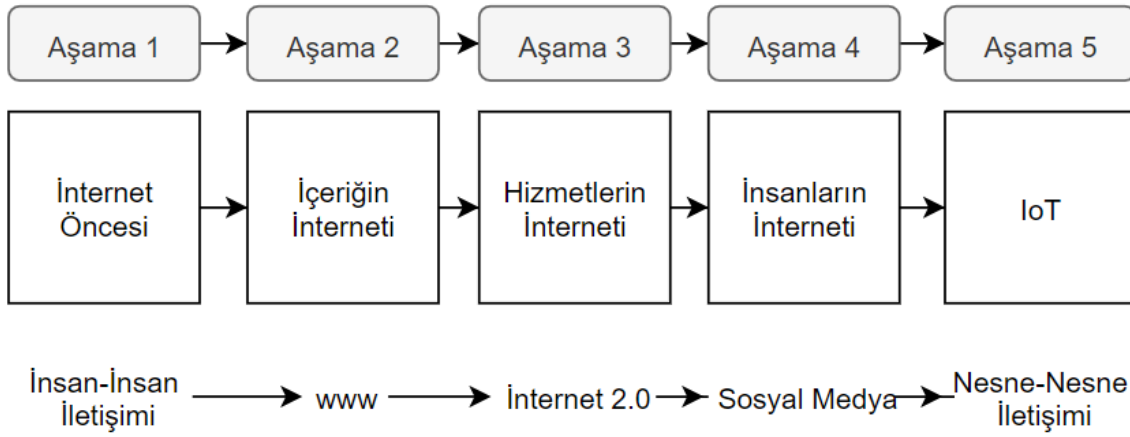 Aşama 1
Aşama 2
Aşama 3
Aşama 4
Aşama 5
İnternet
Öncesi
İçeriğin
İnterneti
Hizmetlerin
İnterneti
İnsanların
İnterneti
IoT
İnsan-İnsan
İletişimi
www
İnternet 2.0
Sosyal Medya
Nesne-Nesne
İletişimi